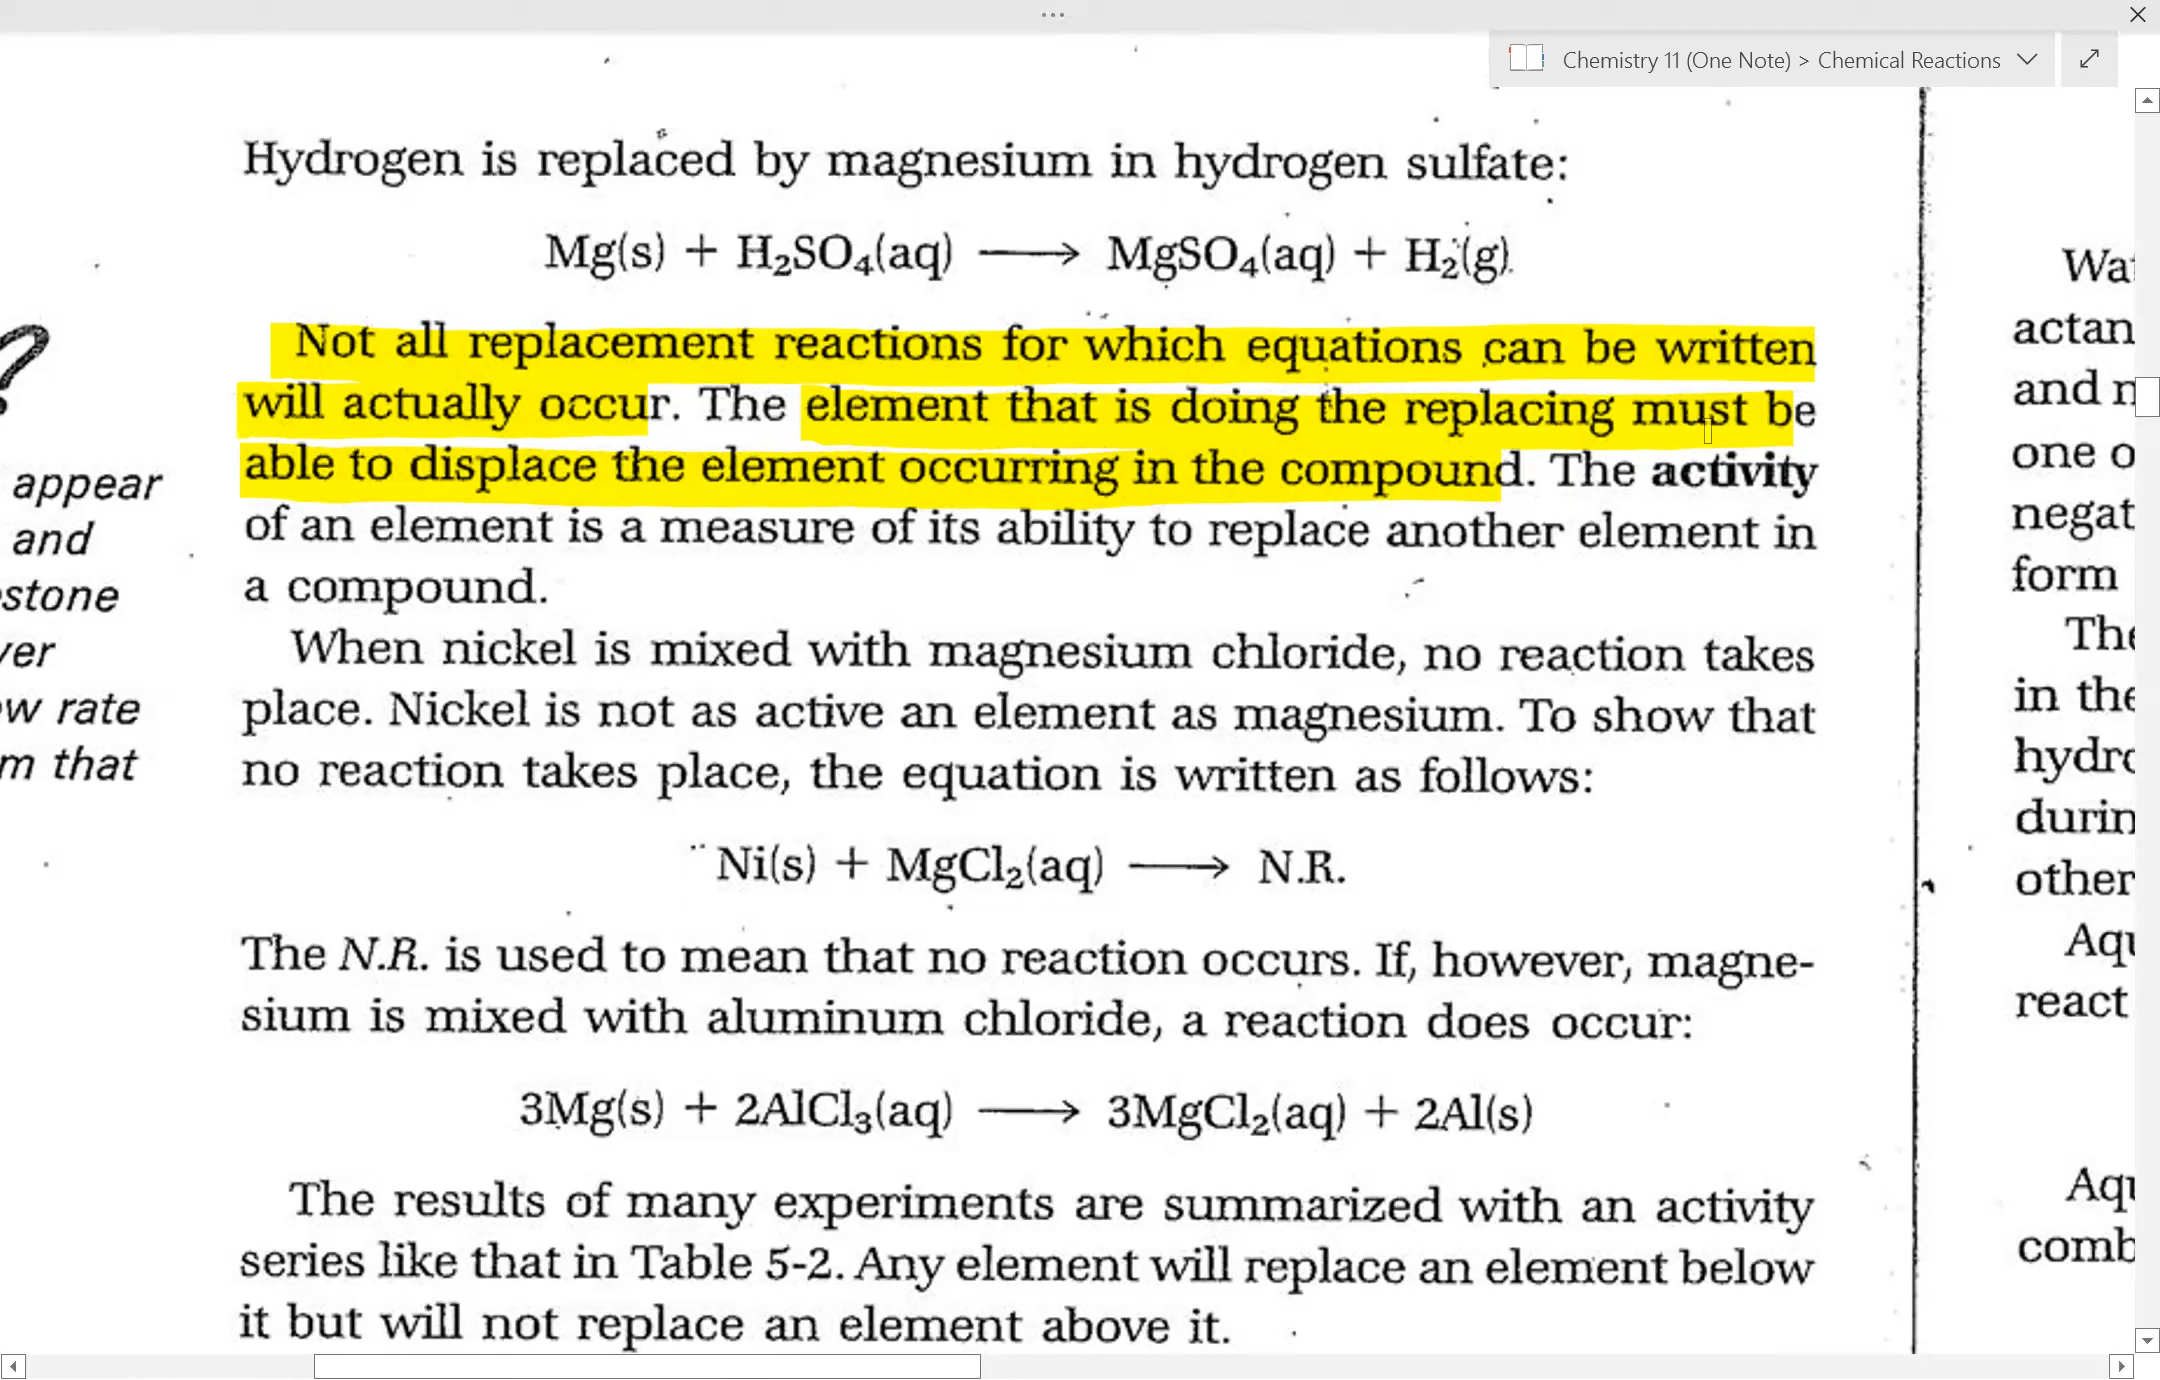 Chemistry 11 (One Note) > Chemical Reactions
Hydrogen is replaced by magnesium in hydrogen sulfate:
Mg(s) + H₂SO₄(aq) ⟶ MgSO₄(aq) + H₂(g).
Not all replacement reactions for which equations can be written
will actually occur. The element that is doing the replacing must be
able to displace the element occurring in the compound. The activity
of an element is a measure of its ability to replace another element in
a compound.
When nickel is mixed with magnesium chloride, no reaction takes
place. Nickel is not as active an element as magnesium. To show that
no reaction takes place, the equation is written as follows:
Ni(s) + MgCl₂(aq) ⟶ N.R.
The N.R. is used to mean that no reaction occurs. If, however, magne-
sium is mixed with aluminum chloride, a reaction does occur:
3Mg(s) + 2AlCl₃(aq) ⟶ 3MgCl₂(aq) + 2Al(s)
The results of many experiments are summarized with an activity
series like that in Table 5-2. Any element will replace an element below
it but will not replace an element above it.
?
appear
and
stone
ver
w rate
m that
actan
and
one o
negat
form
in the
hydro
durin
other
react
comb